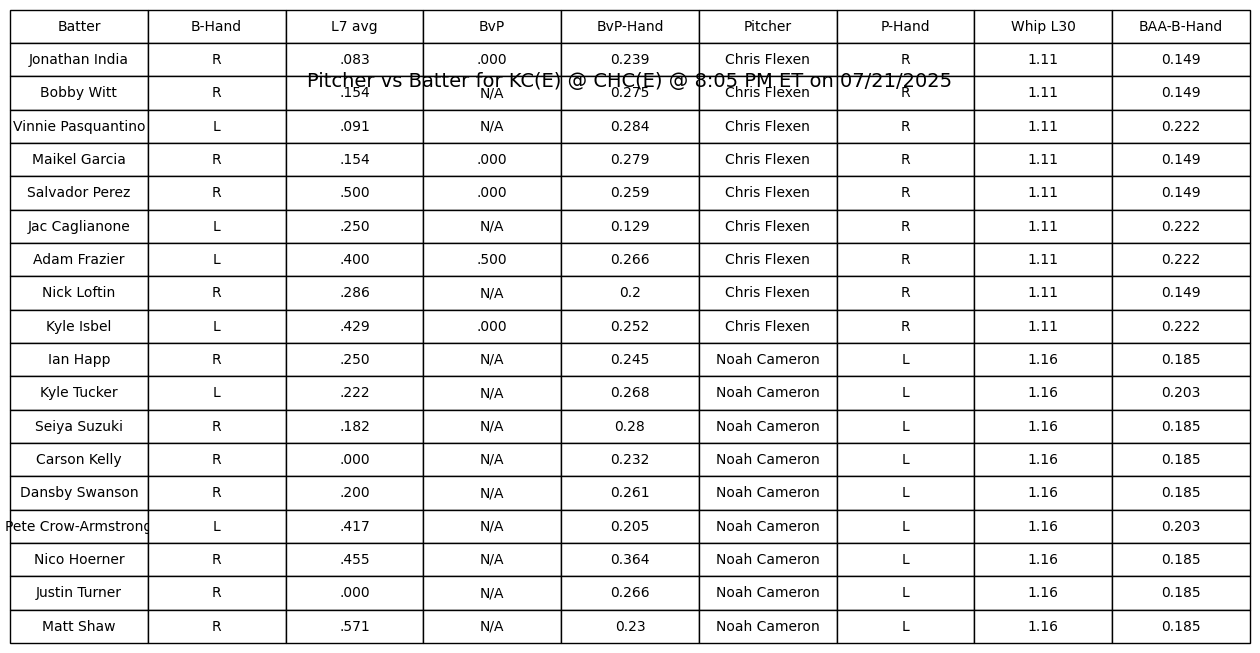 Batter B-Hand L7 avg BvP BvP-Hand Pitcher P-Hand Whip L30 BAA-B-Hand
Jonathan India R .083 .000 0.239 Chris Flexen R 1.11 0.149
Pitcher vs Batter for KC(E) @ CHC(E) @ 8:05 PM ET on 07/21/2025
Bobby Witt R .154 N/A 0.275 Chris Flexen R 1.11 0.149
Vinnie Pasquantino L .091 N/A 0.284 Chris Flexen R 1.11 0.222
Maikel Garcia R .154 .000 0.279 Chris Flexen R 1.11 0.149
Salvador Perez R .500 .000 0.259 Chris Flexen R 1.11 0.149
Jac Caglianone L .250 N/A 0.129 Chris Flexen R 1.11 0.222
Adam Frazier L .400 .500 0.266 Chris Flexen R 1.11 0.222
Nick Loftin R .286 N/A 0.2 Chris Flexen R 1.11 0.149
Kyle Isbel L .429 .000 0.252 Chris Flexen R 1.11 0.222
Ian Happ R .250 N/A 0.245 Noah Cameron L 1.16 0.185
Kyle Tucker L .222 N/A 0.268 Noah Cameron L 1.16 0.203
Seiya Suzuki R .182 N/A 0.28 Noah Cameron L 1.16 0.185
Carson Kelly R .000 N/A 0.232 Noah Cameron L 1.16 0.185
Dansby Swanson R .200 N/A 0.261 Noah Cameron L 1.16 0.185
Pete Crow-Armstrong L .417 N/A 0.205 Noah Cameron L 1.16 0.203
Nico Hoerner R .455 N/A 0.364 Noah Cameron L 1.16 0.185
Justin Turner R .000 N/A 0.266 Noah Cameron L 1.16 0.185
Matt Shaw R .571 N/A 0.23 Noah Cameron L 1.16 0.185